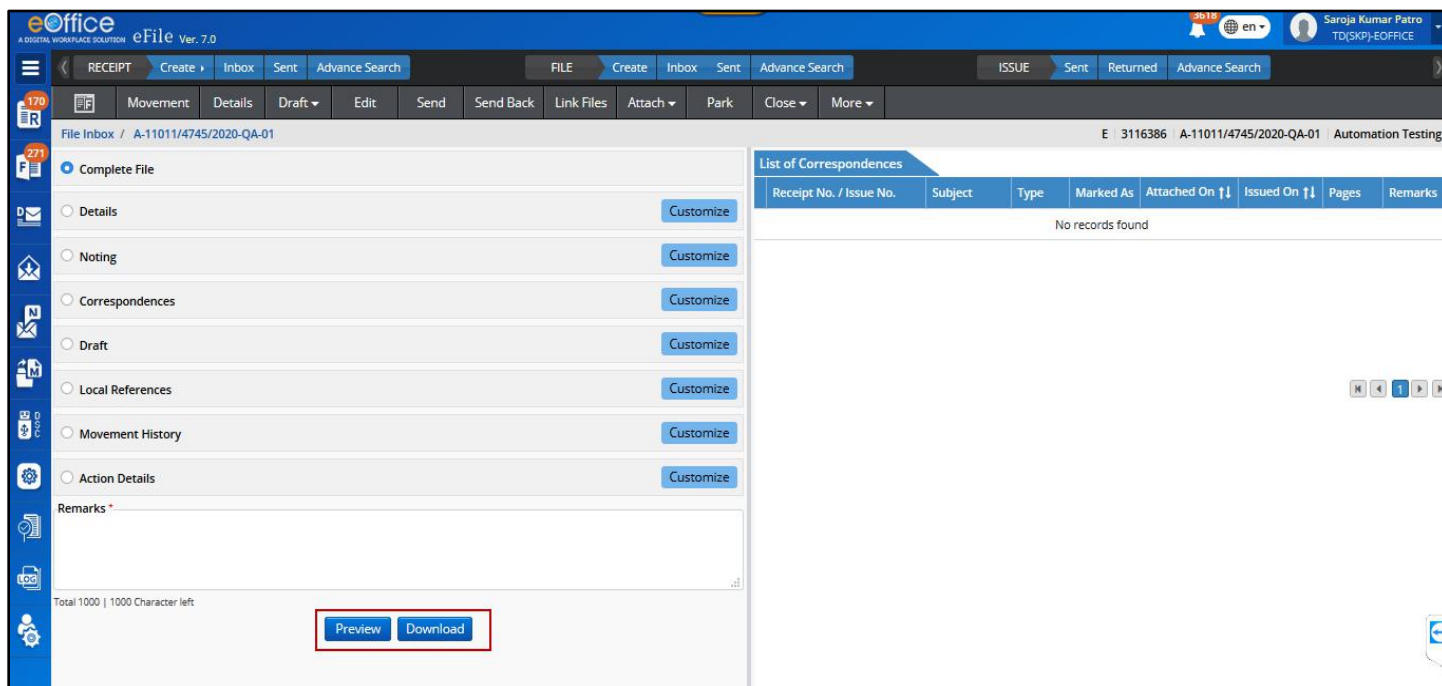 eOffice
A DIGITAL WORKPLACE SOLUTION eFile Ver. 7.0
3618 en Saroja Kumar Patro
TD(SKP)-EOFFICE
RECEIPT Create Inbox Sent Advance Search FILE Create Inbox Sent Advance Search ISSUE Sent Returned Advance Search
170 R
F Movement Details Draft Edit Send Send Back Link Files Attach Park Close More
File Inbox / A-11011/4745/2020-QA-01 E 3116386 A-11011/4745/2020-QA-01 Automation Testing
271 F
Complete File
List of Correspondences
Receipt No. / Issue No. Subject Type Marked As Attached On Issued On Pages Remarks
No records found
D
Details Customize
Noting Customize
N
Correspondences Customize
Draft Customize
M
Local References Customize
1
DSC
Movement History Customize
Action Details Customize
Remarks *
LOG
Total 1000 | 1000 Character left
Preview Download